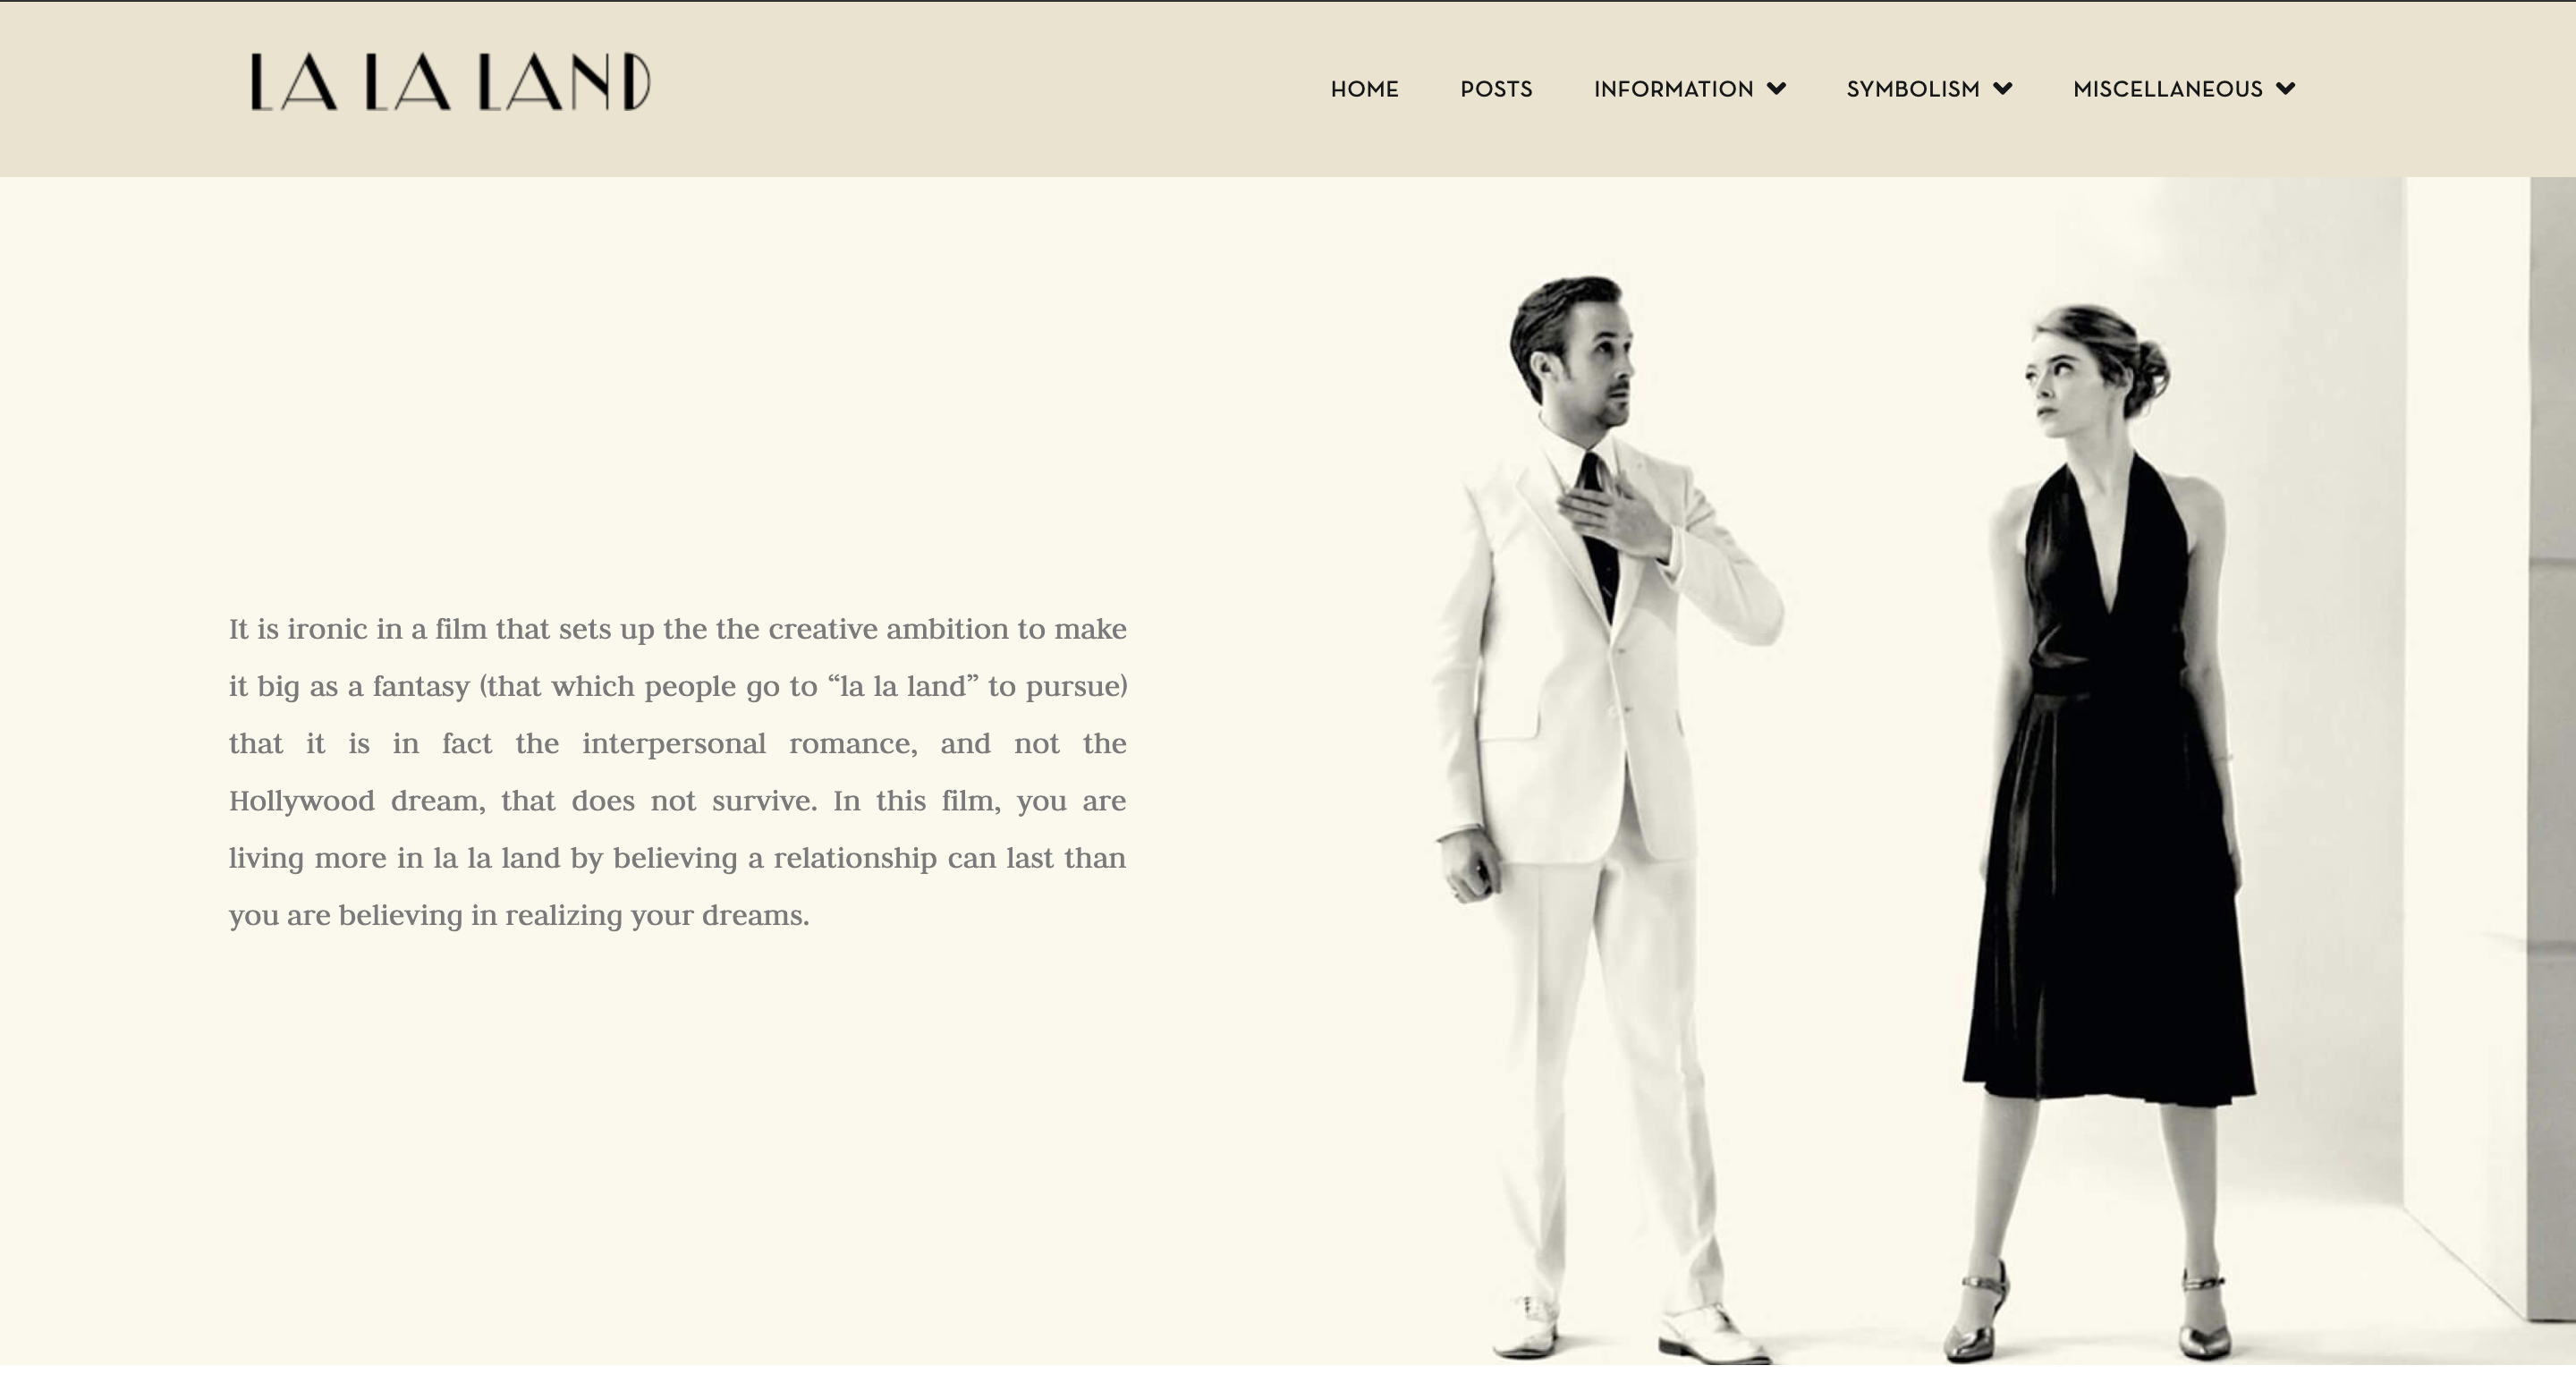 LA LA LAND
HOME POSTS INFORMATION SYMBOLISM MISCELLANEOUS
It is ironic in a film that sets up the the creative ambition to make
it big as a fantasy (that which people go to “la la land” to pursue)
that it is in fact the interpersonal romance, and not the
Hollywood dream, that does not survive. In this film, you are
living more in la la land by believing a relationship can last than
you are believing in realizing your dreams.